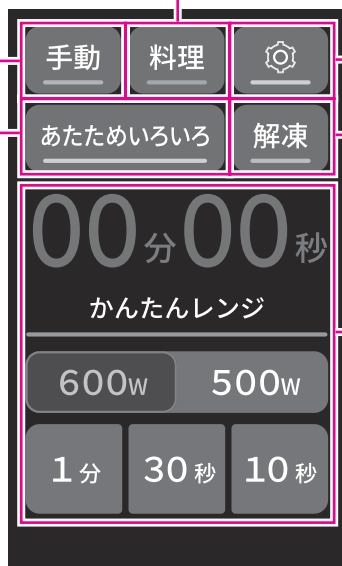 手動 料理
あたためいろいろ 解凍
00分00秒
かんたんレンジ
600W 500W
1分 30秒 10秒